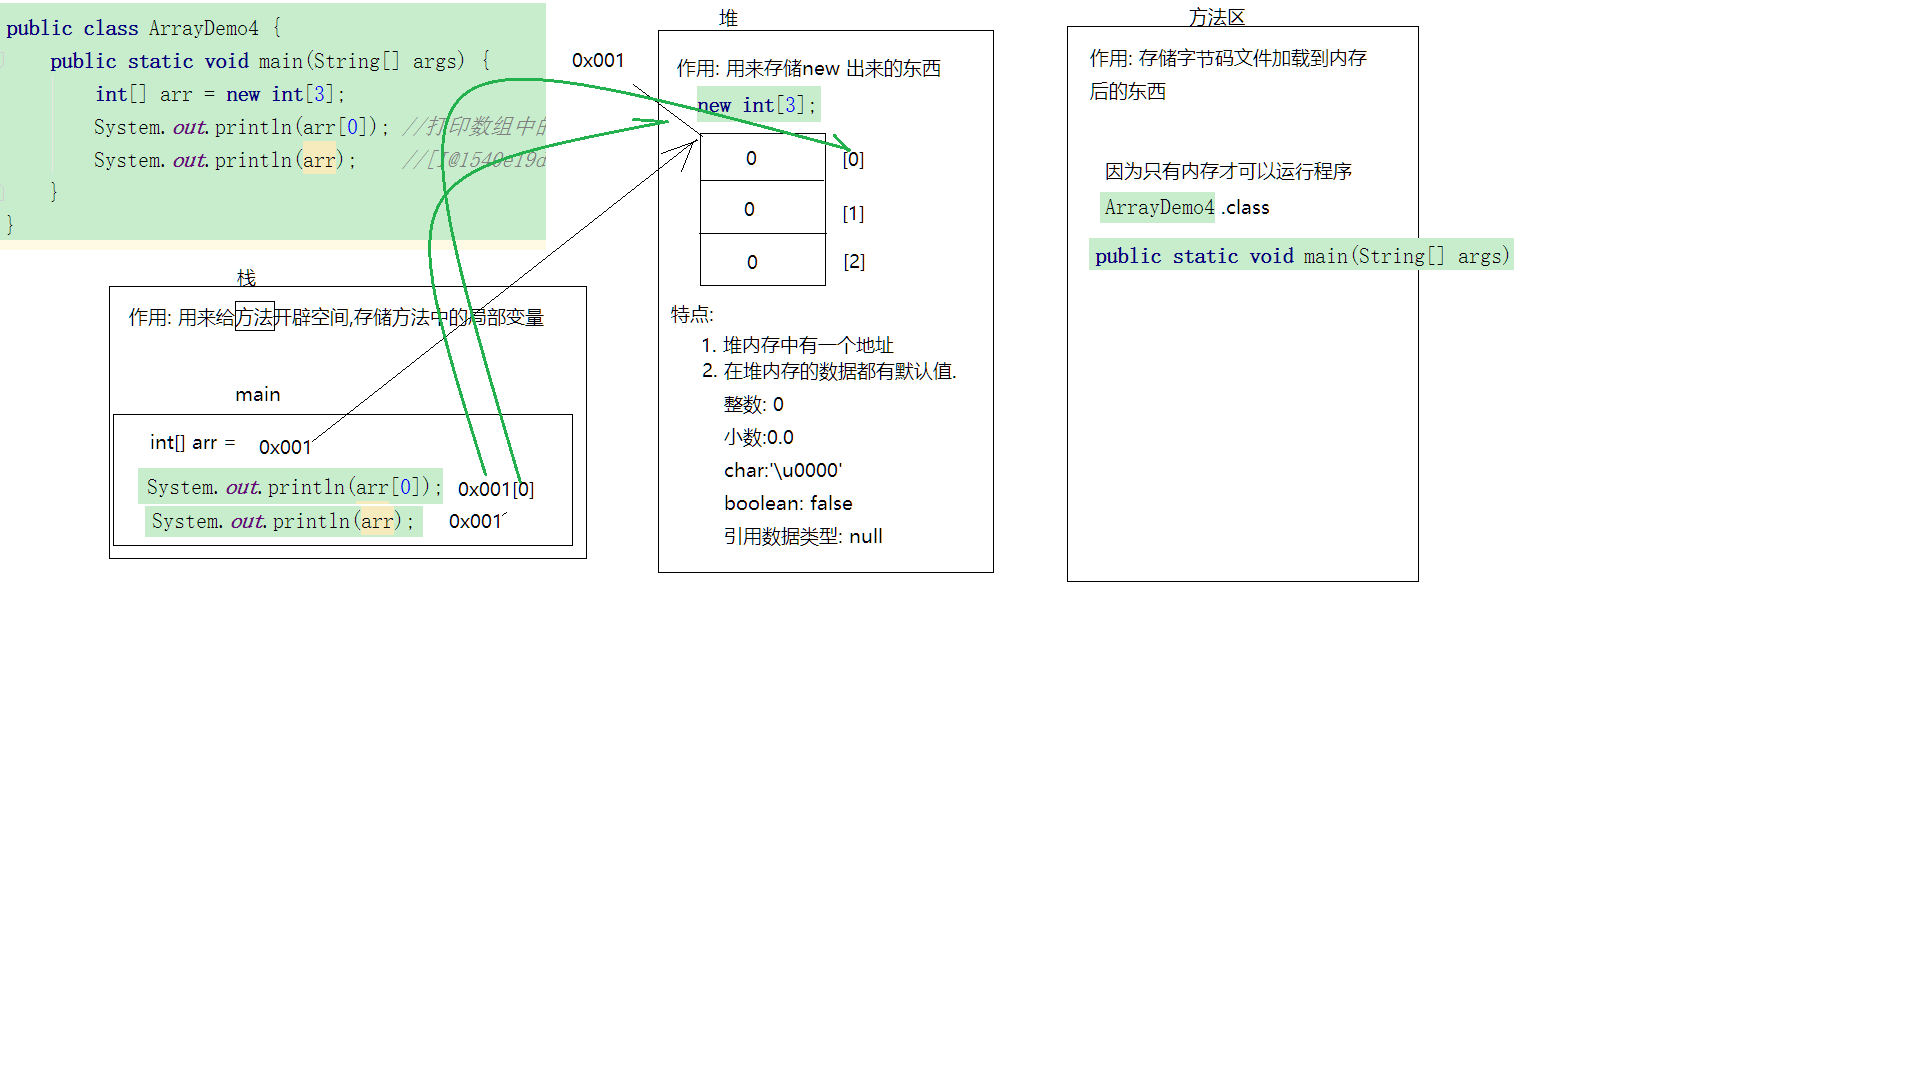 public class ArrayDemo4 {
public static void main(String[] args) {
int[] arr = new int[3];
System.out.println(arr[0]); //打印数组中的
System.out.println(arr); //[I@1540e19d
}
}
栈
作用: 用来给方法开辟空间,存储方法中的局部变量
main
int[] arr = 0x001
System.out.println(arr[0]); 0x001[0]
System.out.println(arr); 0x001
堆
0x001
作用: 用来存储new 出来的东西
new int[3];
0 [0]
0 [1]
0 [2]
特点:
1. 堆内存中有一个地址
2. 在堆内存的数据都有默认值.
整数: 0
小数:0.0
char:'\u0000'
boolean: false
引用数据类型: null
方法区
作用: 存储字节码文件加载到内存
后的东西
因为只有内存才可以运行程序
ArrayDemo4 .class
public static void main(String[] args)